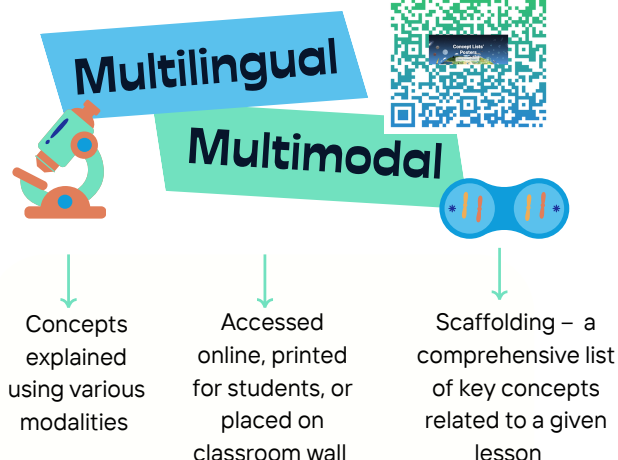 Multilingual
Concept Lists'
Posters
Multimodal
Concepts
explained
using various
modalities
Accessed
online, printed
for students, or
placed on
classroom wall
Scaffolding – a
comprehensive list
of key concepts
related to a given
lesson